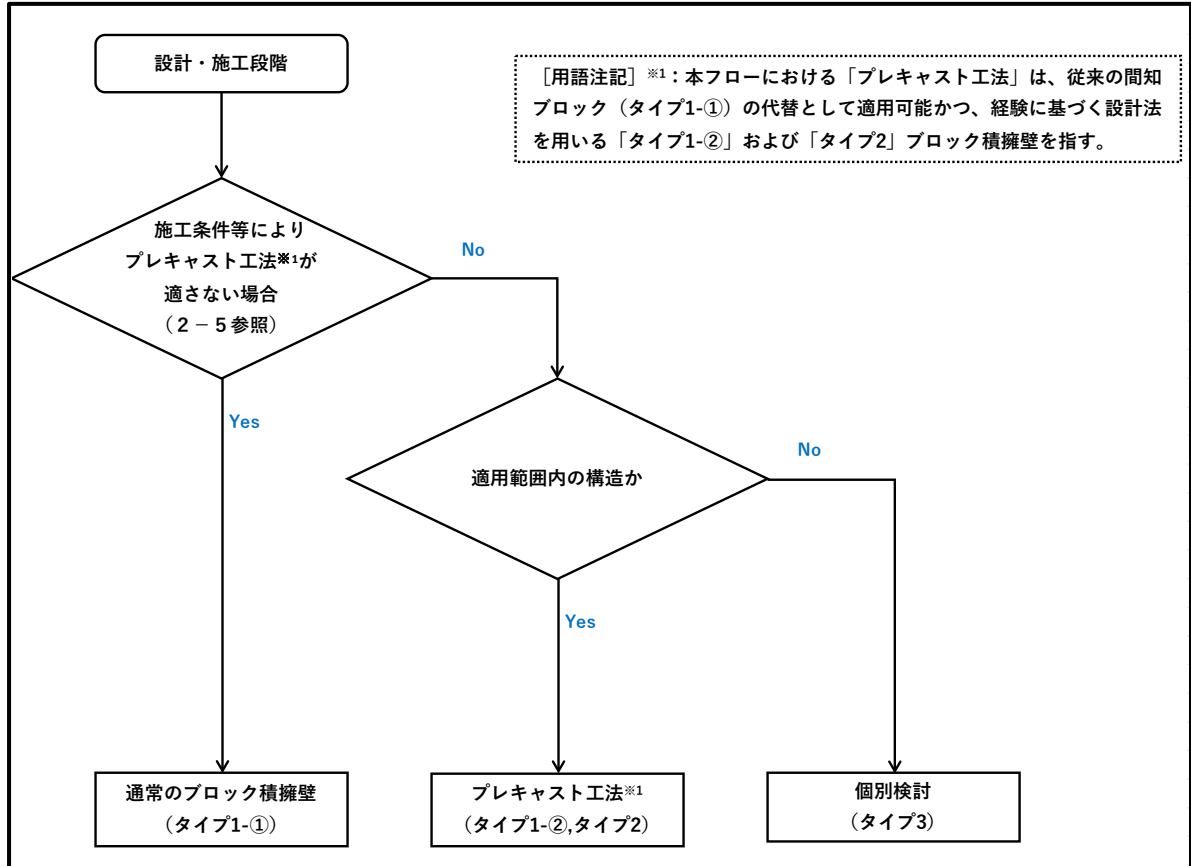 設計・施工段階
［用語注記］※1：本フローにおける「プレキャスト工法」は、従来の間知
ブロック（タイプ1-①）の代替として適用可能かつ、経験に基づく設計法
を用いる「タイプ1-②」および「タイプ2」ブロック積擁壁を指す。
施工条件等により
プレキャスト工法※1が
適さない場合
（２－５参照）
No
Yes
適用範囲内の構造か
No
Yes
通常のブロック積擁壁
（タイプ1-①）
プレキャスト工法※1
（タイプ1-②,タイプ2）
個別検討
（タイプ3）